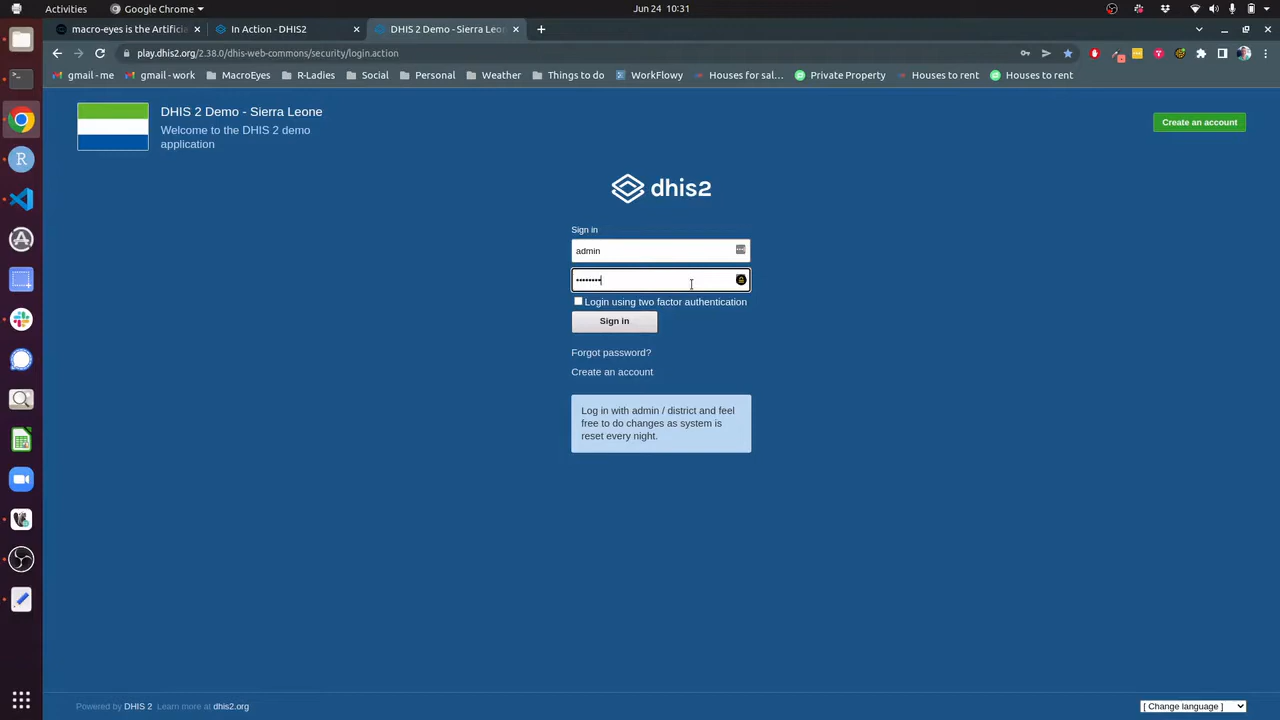 Activities
Google Chrome
Jun 24 10:31
macro-eyes is the Artificia
In Action - DHIS2
DHIS 2 Demo - Sierra Leo
play.dhis2.org/2.38.0/dhis-web-commons/security/login.action
gmail - me
gmail - work
MacroEyes
R-Ladies
Social
Personal
Weather
Things to do
WorkFlowy
Houses for sal...
Private Property
Houses to rent
Houses to rent
DHIS 2 Demo - Sierra Leone
Welcome to the DHIS 2 demo
application
Create an account
dhis2
Sign in
admin
••••••••
Login using two factor authentication
Sign in
Forgot password?
Create an account
Log in with admin / district and feel
free to do changes as system is
reset every night.
Powered by DHIS 2 Learn more at dhis2.org
[ Change language ]